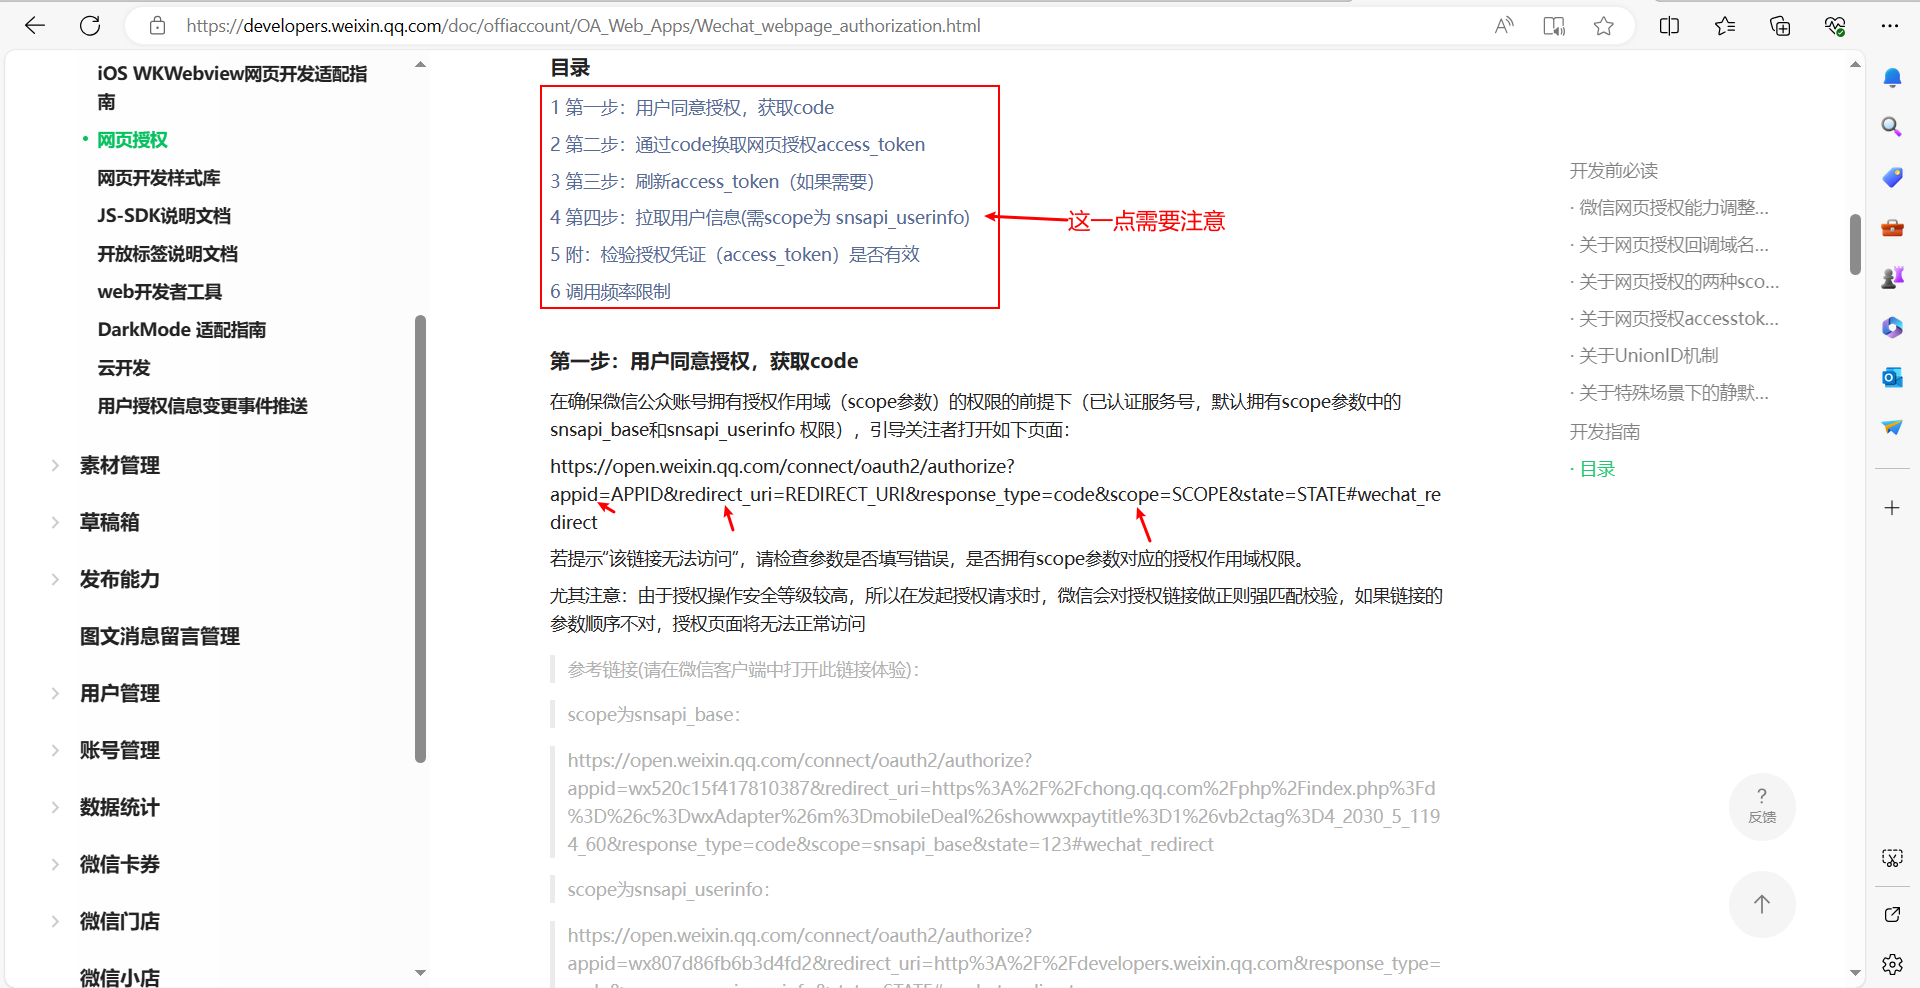 https://developers.weixin.qq.com/doc/offiaccount/OA_Web_Apps/Wechat_webpage_authorization.html
iOS WKWebview网页开发适配指
南
网页授权
网页开发样式库
JS-SDK说明文档
开放标签说明文档
web开发者工具
DarkMode 适配指南
云开发
用户授权信息变更事件推送
素材管理
草稿箱
发布能力
图文消息留言管理
用户管理
账号管理
数据统计
微信卡券
微信门店
微信小店
目录
1 第一步：用户同意授权，获取code
2 第二步：通过code换取网页授权access_token
3 第三步：刷新access_token（如果需要）
4 第四步：拉取用户信息(需scope为 snsapi_userinfo)
这一点需要注意
5 附：检验授权凭证（access_token）是否有效
6 调用频率限制
第一步：用户同意授权，获取code
在确保微信公众账号拥有授权作用域（scope参数）的权限的前提下（已认证服务号，默认拥有scope参数中的
snsapi_base和snsapi_userinfo 权限），引导关注者打开如下页面：
https://open.weixin.qq.com/connect/oauth2/authorize?
appid=APPID&redirect_uri=REDIRECT_URI&response_type=code&scope=SCOPE&state=STATE#wechat_re
direct
若提示“该链接无法访问”，请检查参数是否填写错误，是否拥有scope参数对应的授权作用域权限。
尤其注意：由于授权操作安全等级较高，所以在发起授权请求时，微信会对授权链接做正则强匹配校验，如果链接的
参数顺序不对，授权页面将无法正常访问
参考链接(请在微信客户端中打开此链接体验)：
scope为snsapi_base：
https://open.weixin.qq.com/connect/oauth2/authorize?
appid=wx520c15f417810387&redirect_uri=https%3A%2F%2Fchong.qq.com%2Fphp%2Findex.php%3Fd
%3D%26c%3DwxAdapter%26m%3DmobileDeal%26showwxpaytitle%3D1%26vb2ctag%3D4_2030_5_119
4_60&response_type=code&scope=snsapi_base&state=123#wechat_redirect
scope为snsapi_userinfo：
https://open.weixin.qq.com/connect/oauth2/authorize?
appid=wx807d86fb6b3d4fd2&redirect_uri=http%3A%2F%2Fdevelopers.weixin.qq.com&response_type=
开发前必读
· 微信网页授权能力调整...
· 关于网页授权回调域名...
· 关于网页授权的两种sco...
· 关于网页授权accesstok...
· 关于UnionID机制
· 关于特殊场景下的静默...
开发指南
· 目录
?
反馈